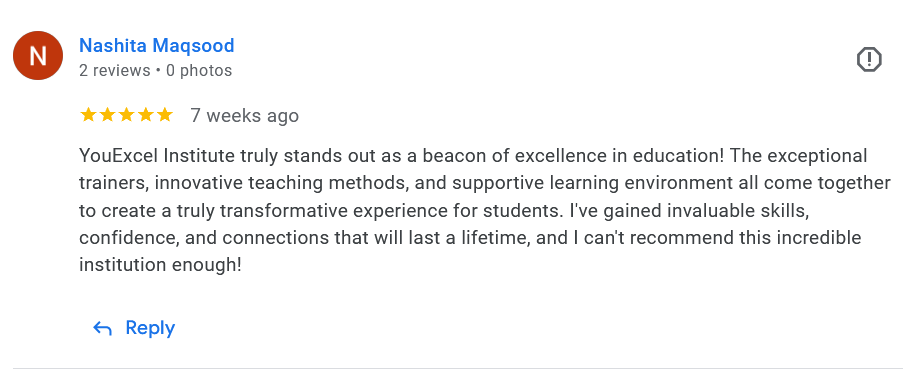 N
Nashita Maqsood
2 reviews • 0 photos
7 weeks ago
YouExcel Institute truly stands out as a beacon of excellence in education! The exceptional
trainers, innovative teaching methods, and supportive learning environment all come together
to create a truly transformative experience for students. I've gained invaluable skills,
confidence, and connections that will last a lifetime, and I can't recommend this incredible
institution enough!
Reply